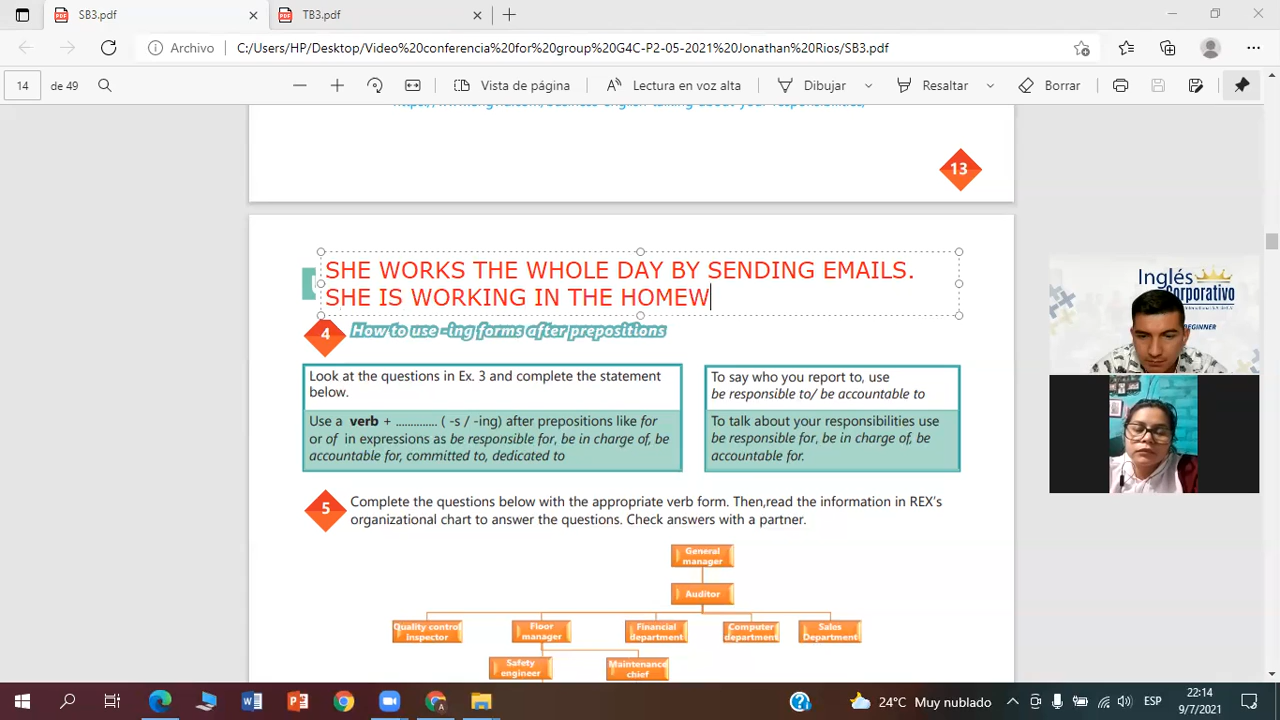 SB3.pdf
TB3.pdf
Archivo
C:/Users/HP/Desktop/Video%20conferencia%20for%20group%20G4C-P2-05-2021%20Jonathan%20Rios/SB3.pdf
14
de 49
Vista de página
Lectura en voz alta
Dibujar
Resaltar
Borrar
13
SHE WORKS THE WHOLE DAY BY SENDING EMAILS.
SHE IS WORKING IN THE HOMEW
4
How to use -ing forms after prepositions
Look at the questions in Ex. 3 and complete the statement
below.
Use a verb + .............. ( -s / -ing) after prepositions like for
or of in expressions as be responsible for, be in charge of, be
accountable for, committed to, dedicated to
To say who you report to, use
be responsible to/ be accountable to
To talk about your responsibilities use
be responsible for, be in charge of, be
accountable for.
5
Complete the questions below with the appropriate verb form. Then,read the information in REX's
organizational chart to answer the questions. Check answers with a partner.
General
manager
Auditor
Quality control
inspector
Floor
manager
Financial
department
Computer
department
Sales
Department
Safety
engineer
Maintenance
chief
Inglés
Corporativo
24°C Muy nublado
ESP
22:14
9/7/2021